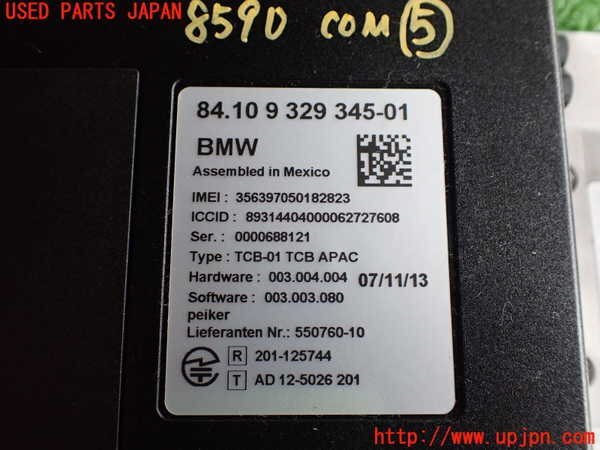 USED PARTS JAPAN
8590 COM 5
84.10 9 329 345-01
BMW
Assembled in Mexico
IMEI : 356397050182823
ICCID : 89314404000062727608
Ser. : 0000688121
Type : TCB-01 TCB APAC
Hardware : 003.004.004 07/11/13
Software : 003.003.080
peiker
Lieferanten Nr.: 550760-10
R 201-125744
T AD 12-5026 201
http://www.upjpn.com